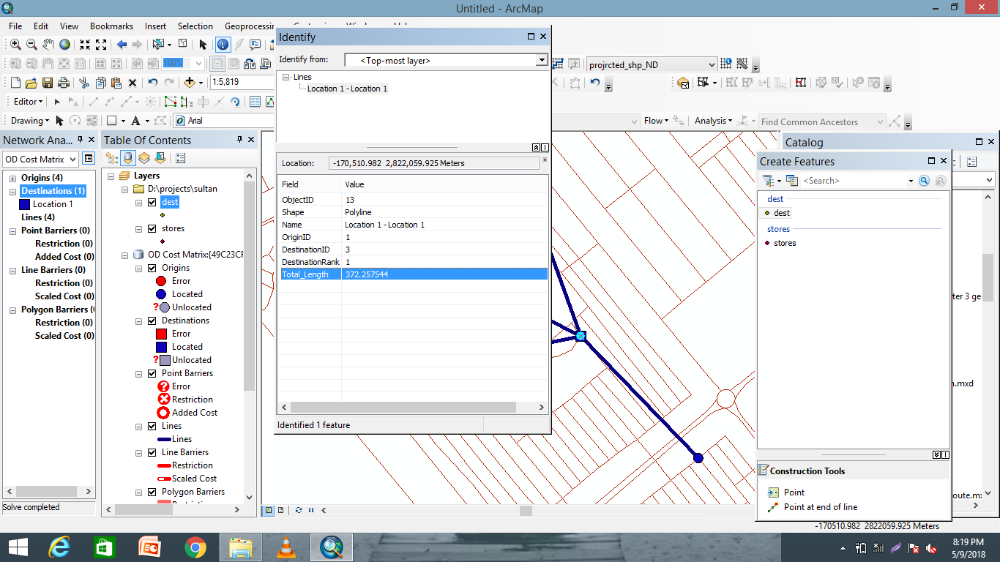 Untitled - ArcMap
File Edit View Bookmarks Insert Selection Geoprocessin
100%
projrcted_shp_ND
1:5,819
Editor
Drawing
Arial
Flow
Analysis
Find Common Ancestors
Network Ana...
OD Cost Matrix
Origins (4)
Destinations (1)
Location 1
Lines (4)
Point Barriers (0)
Restriction (0)
Added Cost (0)
Line Barriers (0)
Restriction (0)
Scaled Cost (0)
Polygon Barriers (
Restriction (0)
Scaled Cost (0)
Solve completed
Table Of Contents
Layers
D:\projects\sultan
dest
stores
OD Cost Matrix:{49C23CF
Origins
Error
Located
? Unlocated
Destinations
Error
Located
? Unlocated
Point Barriers
Error
Restriction
Added Cost
Lines
Lines
Line Barriers
Restriction
Scaled Cost
Polygon Barriers
Identify
Identify from: <Top-most layer>
Lines
Location 1 - Location 1
Location: -170,510.982 2,822,059.925 Meters
Field Value
ObjectID 13
Shape Polyline
Name Location 1 - Location 1
OriginID 1
DestinationID 3
DestinationRank 1
Total_Length 372.257544
Identified 1 feature
Catalog
ter 3 ge
n.mxd
oute.mx
Create Features
<Search>
dest
dest
stores
stores
Construction Tools
Point
Point at end of line
-170510.982 2822059.925 Meters
8:19 PM
5/9/2018